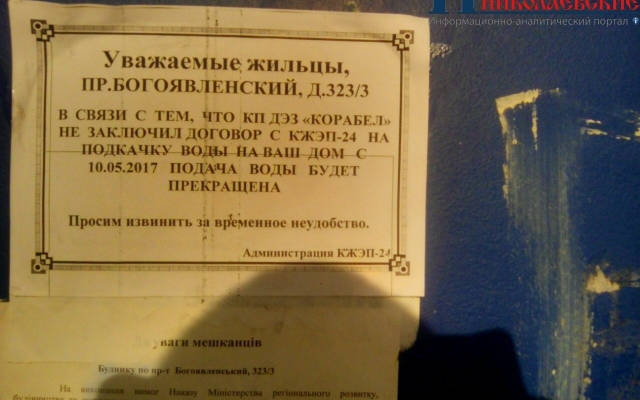 НИКОЛАЕВСКИЕ
Информационно-аналитический портал
Уважаемые жильцы,
ПР.БОГОЯВЛЕНСКИЙ, Д.323/3
В СВЯЗИ С ТЕМ, ЧТО КП ДЭЗ «КОРАБЕЛ»
НЕ ЗАКЛЮЧИЛ ДОГОВОР С КЖЭП-24 НА
ПОДКАЧКУ ВОДЫ НА ВАШ ДОМ С
10.05.2017 ПОДАЧА ВОДЫ БУДЕТ
ПРЕКРАЩЕНА
Просим извинить за временное неудобство.
Администрация КЖЭП-24
До уваги мешканців
Будинку по пр-т Богоявленський, 323/3
На виконання вимог Наказу Міністерства регіонального розвитку,